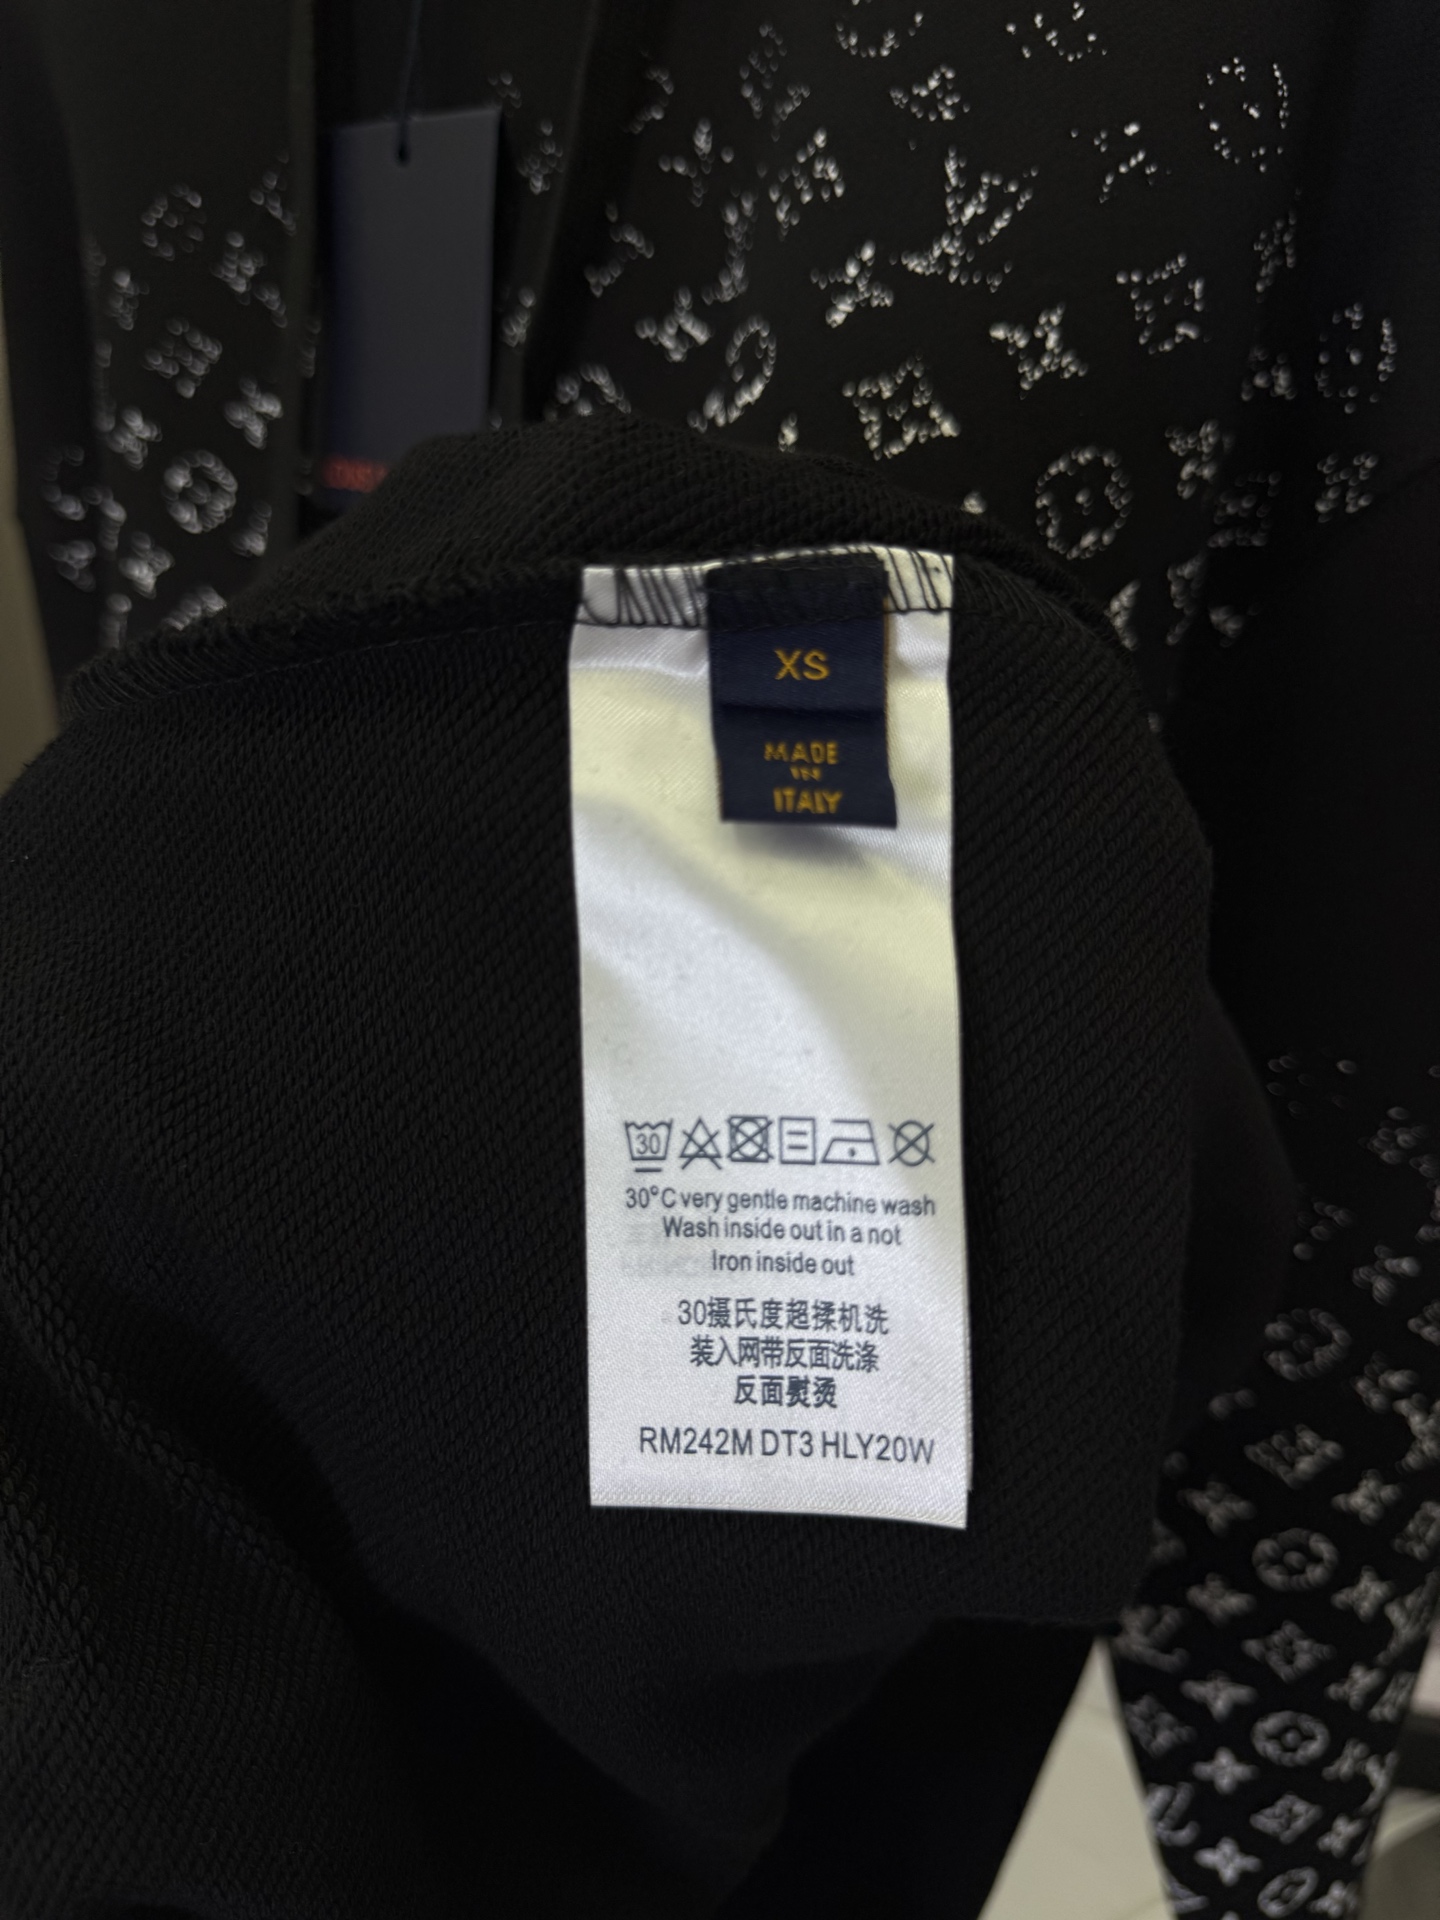 XS
MADE
IN
ITALY
30
30°C very gentle machine wash
Wash inside out in a not
Iron inside out
30摄氏度超揉机洗
装入网带反面洗涤
反面熨烫
RM242M DT3 HLY20W